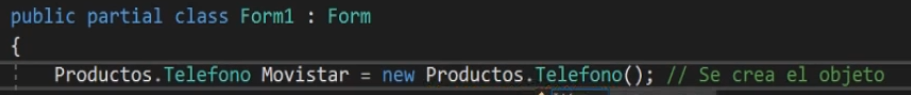 public partial class Form1 : Form
{
Productos.Telefono Movistar = new Productos.Telefono(); // Se crea el objeto